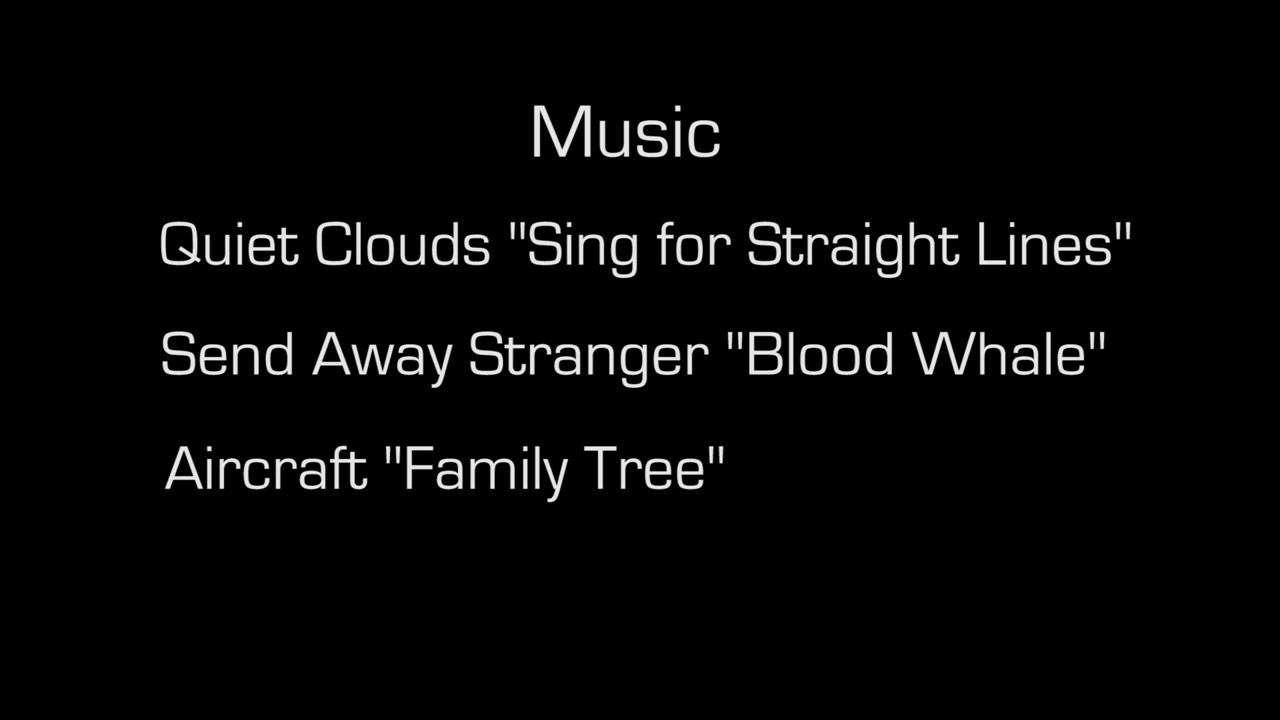 Music
Quiet Clouds "Sing for Straight Lines"
Send Away Stranger "Blood Whale"
Aircraft "Family Tree"